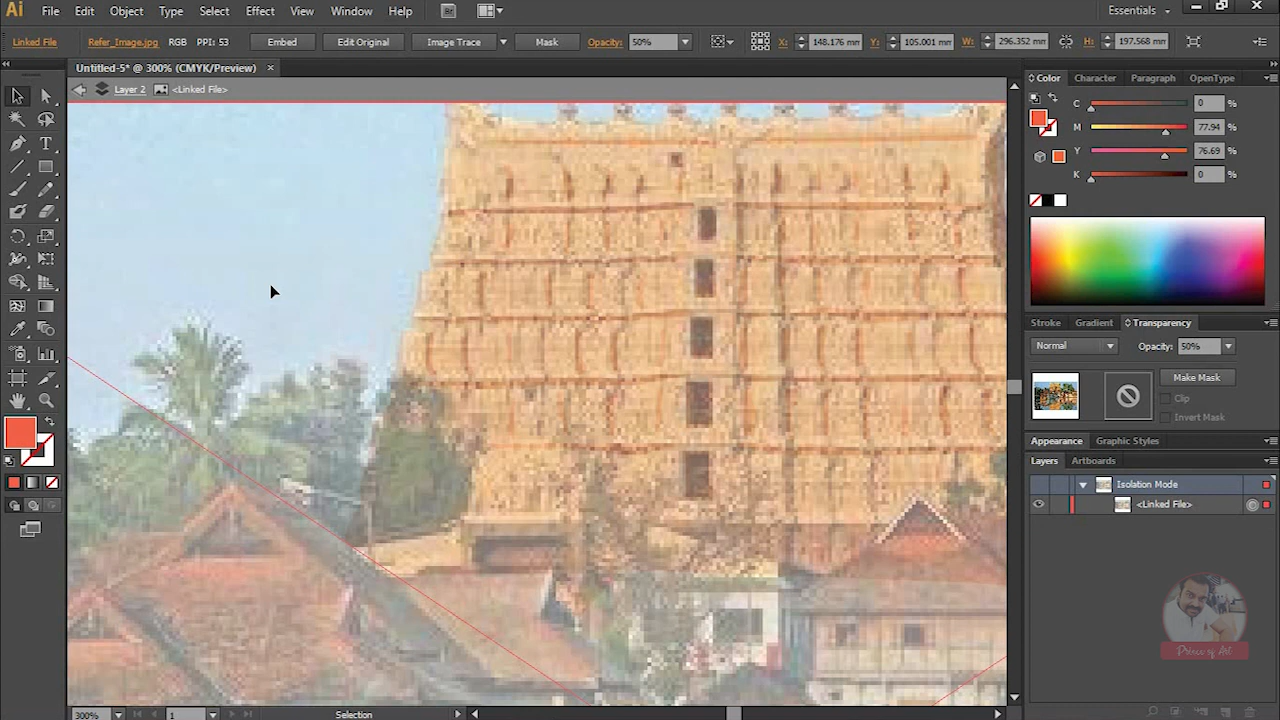 Ai File Edit Object Type Select Effect View Window Help Br Essentials
Linked File Refer_Image.jpg RGB PPI: 53 Embed Edit Original Image Trace Mask Opacity: 50% X: 148.176 mm Y: 105.001 mm W: 296.352 mm H: 197.568 mm
Untitled-5* @ 300% (CMYK/Preview)
Layer 2 <Linked File>
Color Character Paragraph OpenType
C 0 %
M 77.94 %
Y 76.69 %
K 0 %
Stroke Gradient Transparency
Normal Opacity: 50%
Make Mask
Clip
Invert Mask
Appearance Graphic Styles
Layers Artboards
Isolation Mode
<Linked File>
Prince of Art
300% 1 Selection